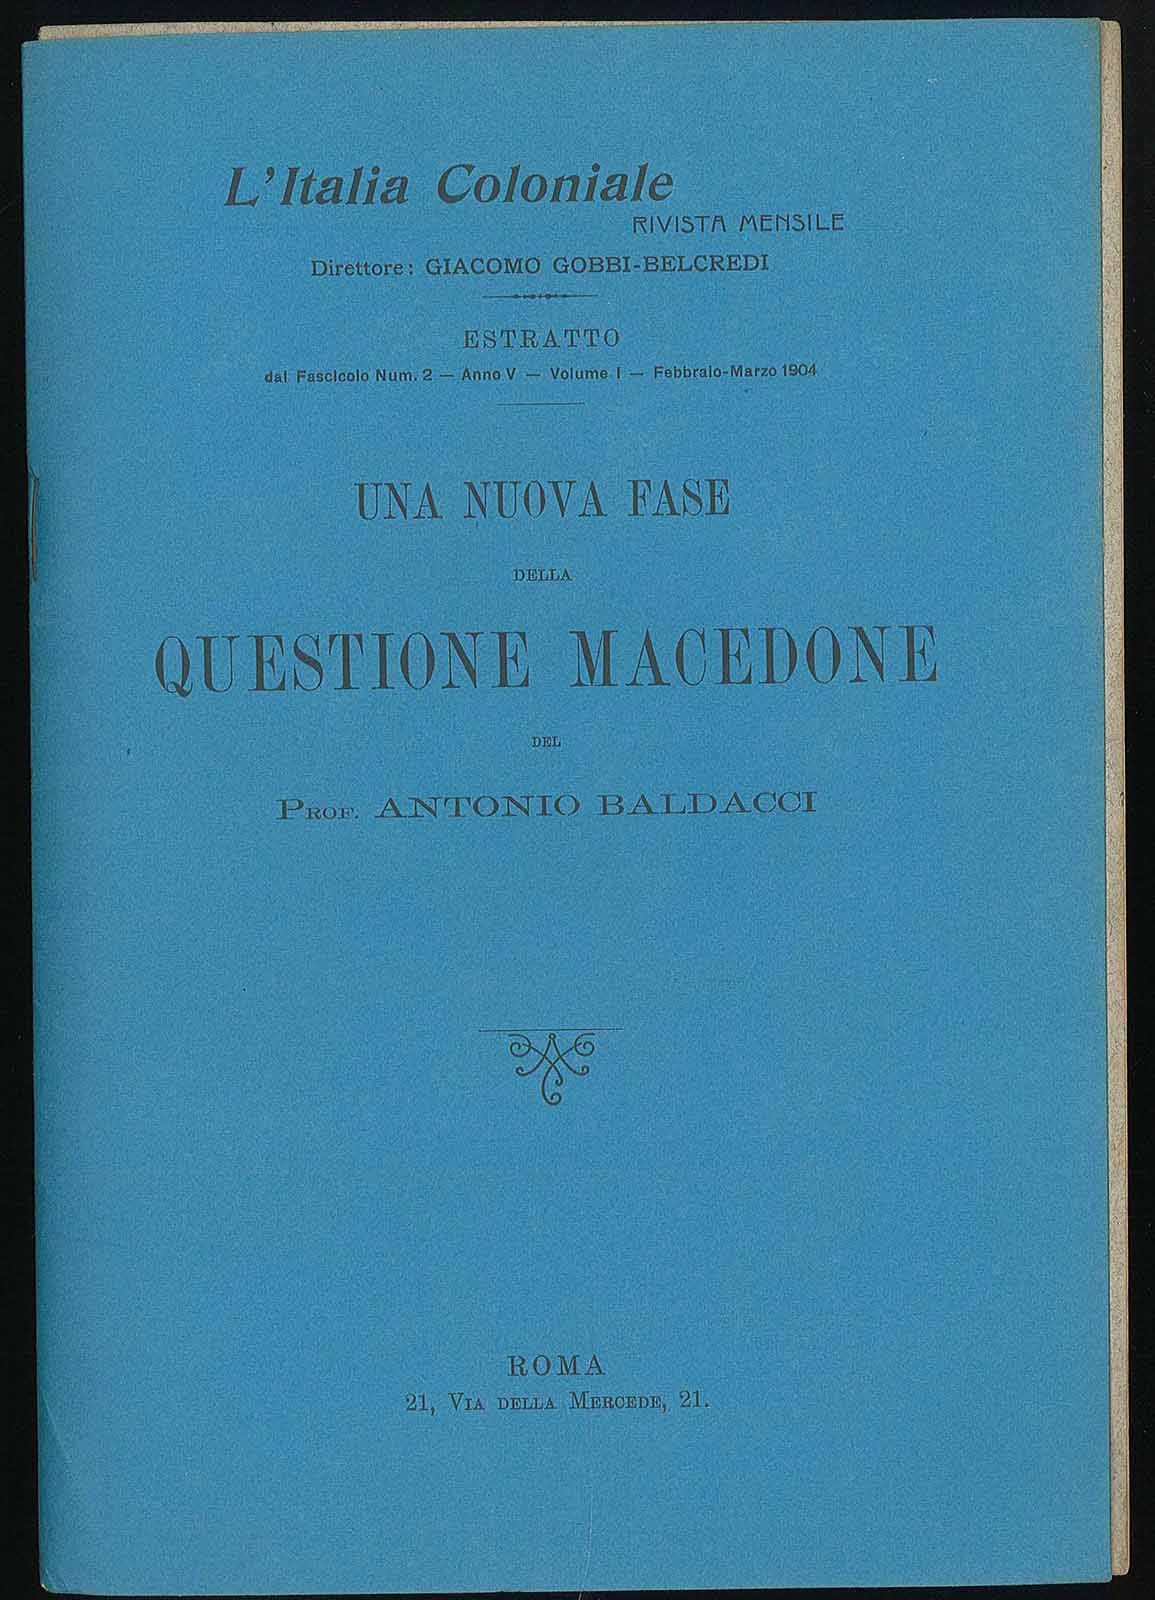 L'Italia Coloniale
RIVISTA MENSILE
Direttore: GIACOMO GOBBI-BELCREDI
ESTRATTO
dal Fascicolo Num. 2 — Anno V — Volume I — Febbraio-Marzo 1904
UNA NUOVA FASE
DELLA
QUESTIONE MACEDONE
DEL
PROF. ANTONIO BALDACCI
ROMA
21, VIA DELLA MERCEDE, 21.